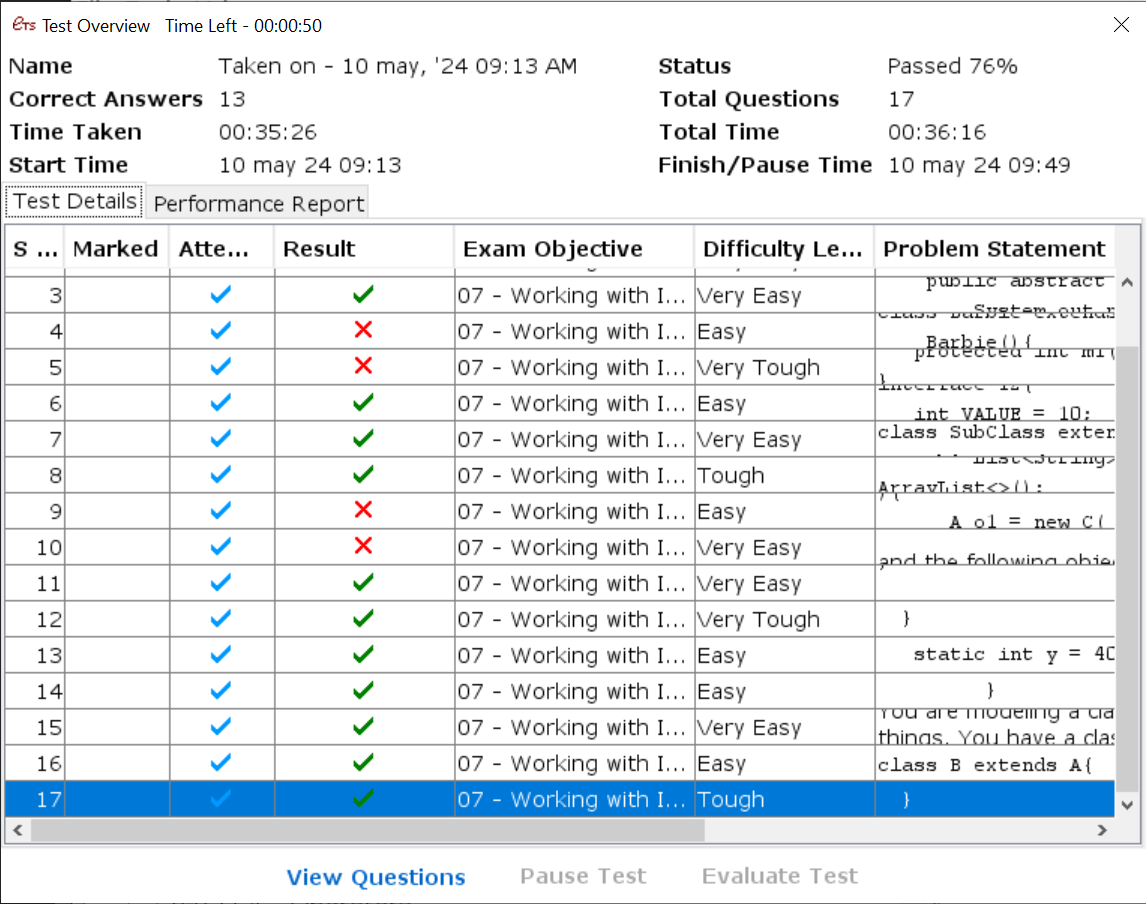 eTs Test Overview Time Left - 00:00:50
Name Taken on - 10 may, '24 09:13 AM Status Passed 76%
Correct Answers 13 Total Questions 17
Time Taken 00:35:26 Total Time 00:36:16
Start Time 10 may 24 09:13 Finish/Pause Time 10 may 24 09:49
Test Details Performance Report
S ... Marked Atte... Result Exam Objective Difficulty Le... Problem Statement
3 07 - Working with I... Very Easy public abstract
4 07 - Working with I... Easy
Barbie(){
5 07 - Working with I... Very Tough protected int m1(
}
6 07 - Working with I... Easy
int VALUE = 10;
7 07 - Working with I... Very Easy class SubClass exter
8 07 - Working with I... Tough List<String>
ArrayList<>();
9 07 - Working with I... Easy
A o1 = new C(
10 07 - Working with I... Very Easy and the following obje
11 07 - Working with I... Very Easy
12 07 - Working with I... Very Tough }
13 07 - Working with I... Easy static int y = 40
14 07 - Working with I... Easy }
15 07 - Working with I... Very Easy You are modeling a cla
things. You have a clas
16 07 - Working with I... Easy class B extends A{
17 07 - Working with I... Tough }
View Questions Pause Test Evaluate Test